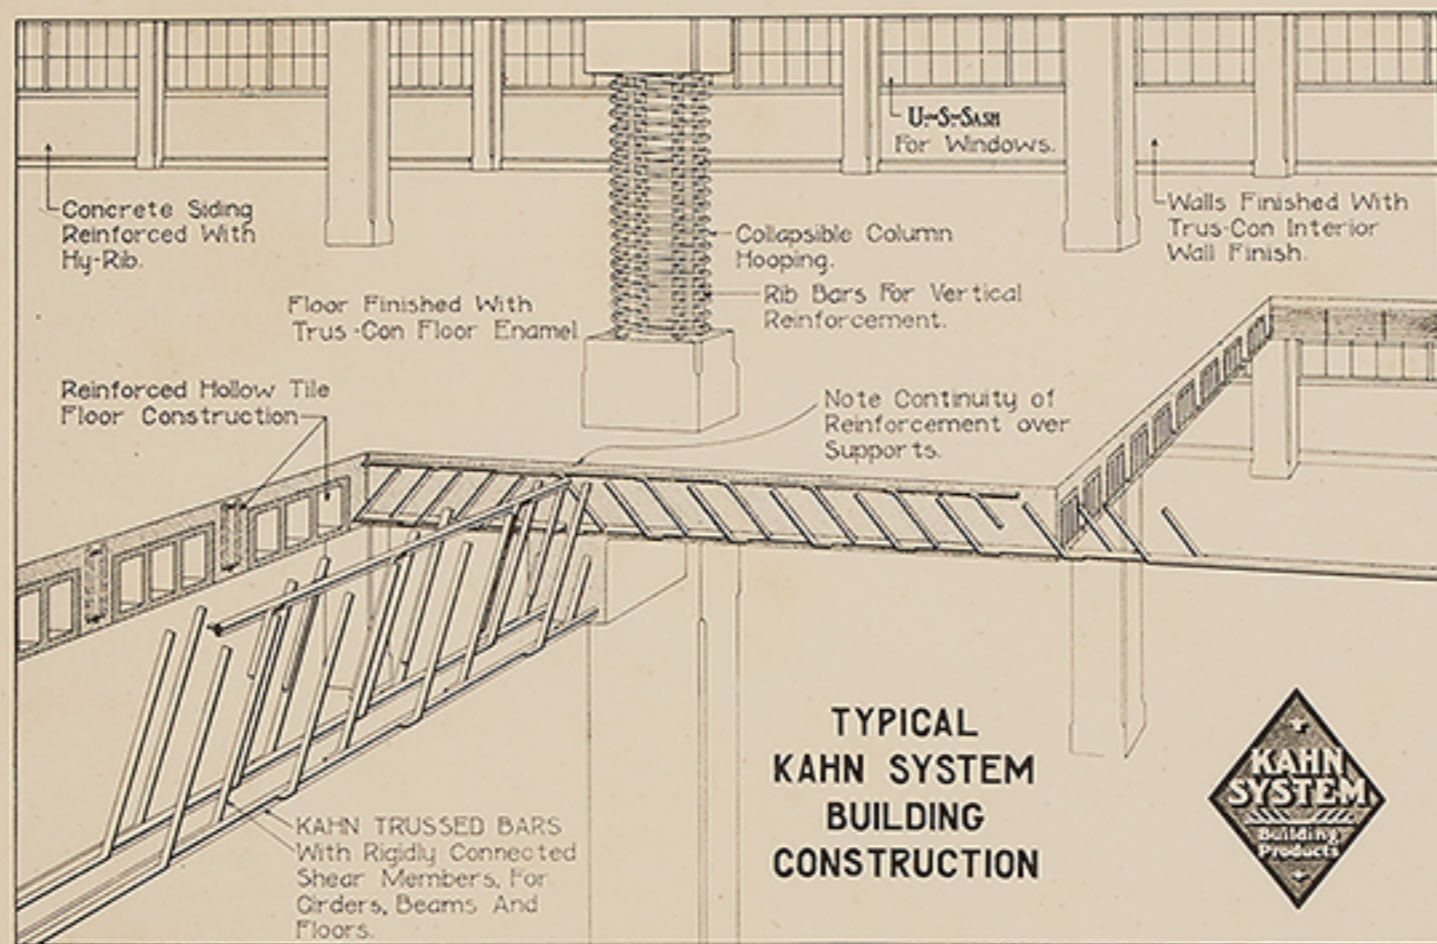 U.-S-SASH
For Windows.
Concrete Siding
Reinforced With
Hy-Rib.
Walls Finished With
Trus-Con Interior
Wall Finish.
Collapsible Column
Hooping.
Rib Bars For Vertical
Reinforcement.
Floor Finished With
Trus-Con Floor Enamel
Reinforced Hollow Tile
Floor Construction
Note Continuity of
Reinforcement over
Supports.
KAHN TRUSSED BARS
With Rigidly Connected
Shear Members, For
Girders, Beams And
Floors.
TYPICAL
KAHN SYSTEM
BUILDING
CONSTRUCTION
KAHN
SYSTEM
Building
Products